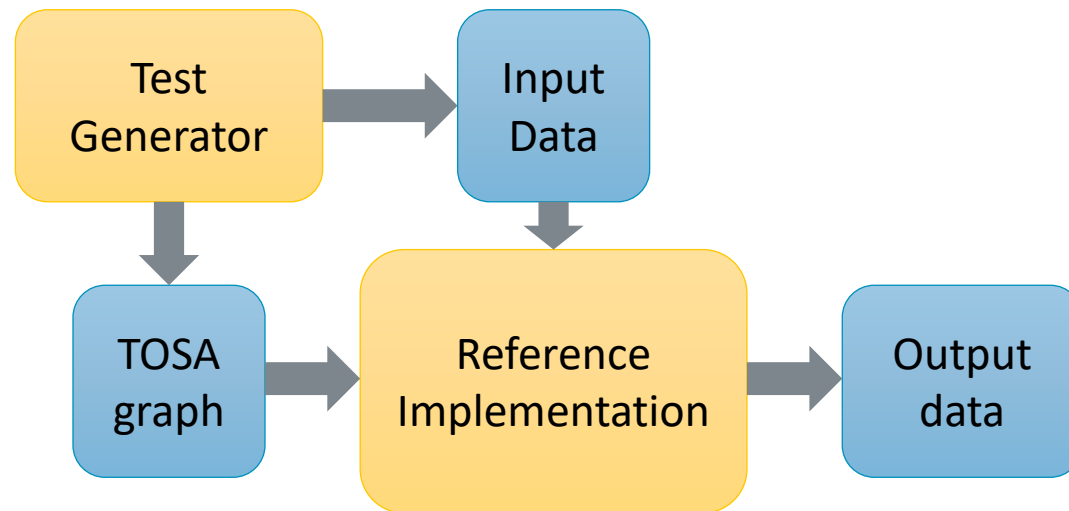 Test
Generator
Input
Data
TOSA
graph
Reference
Implementation
Output
data